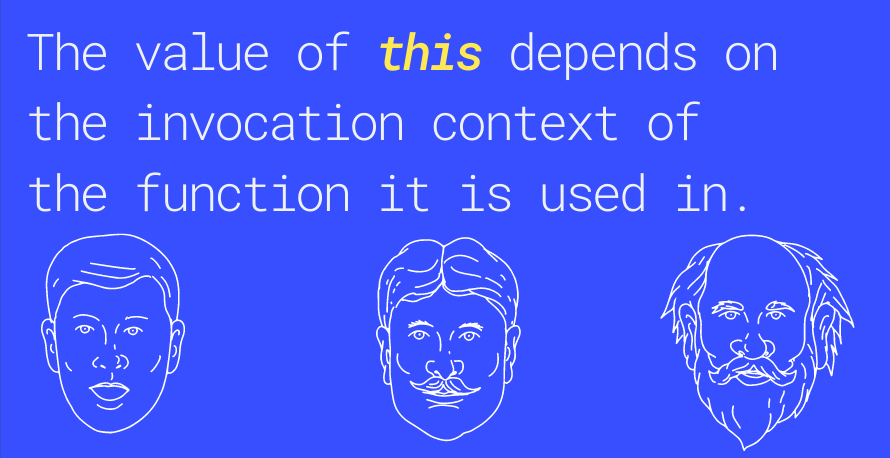 The value of this depends on
the invocation context of
the function it is used in.